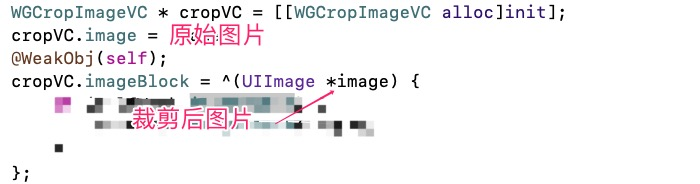 WGCropImageVC * cropVC = [[WGCropImageVC alloc]init];
cropVC.image = 原始图片
@WeakObj(self);
cropVC.imageBlock = ^(UIImage *image) {
裁剪后图片
};